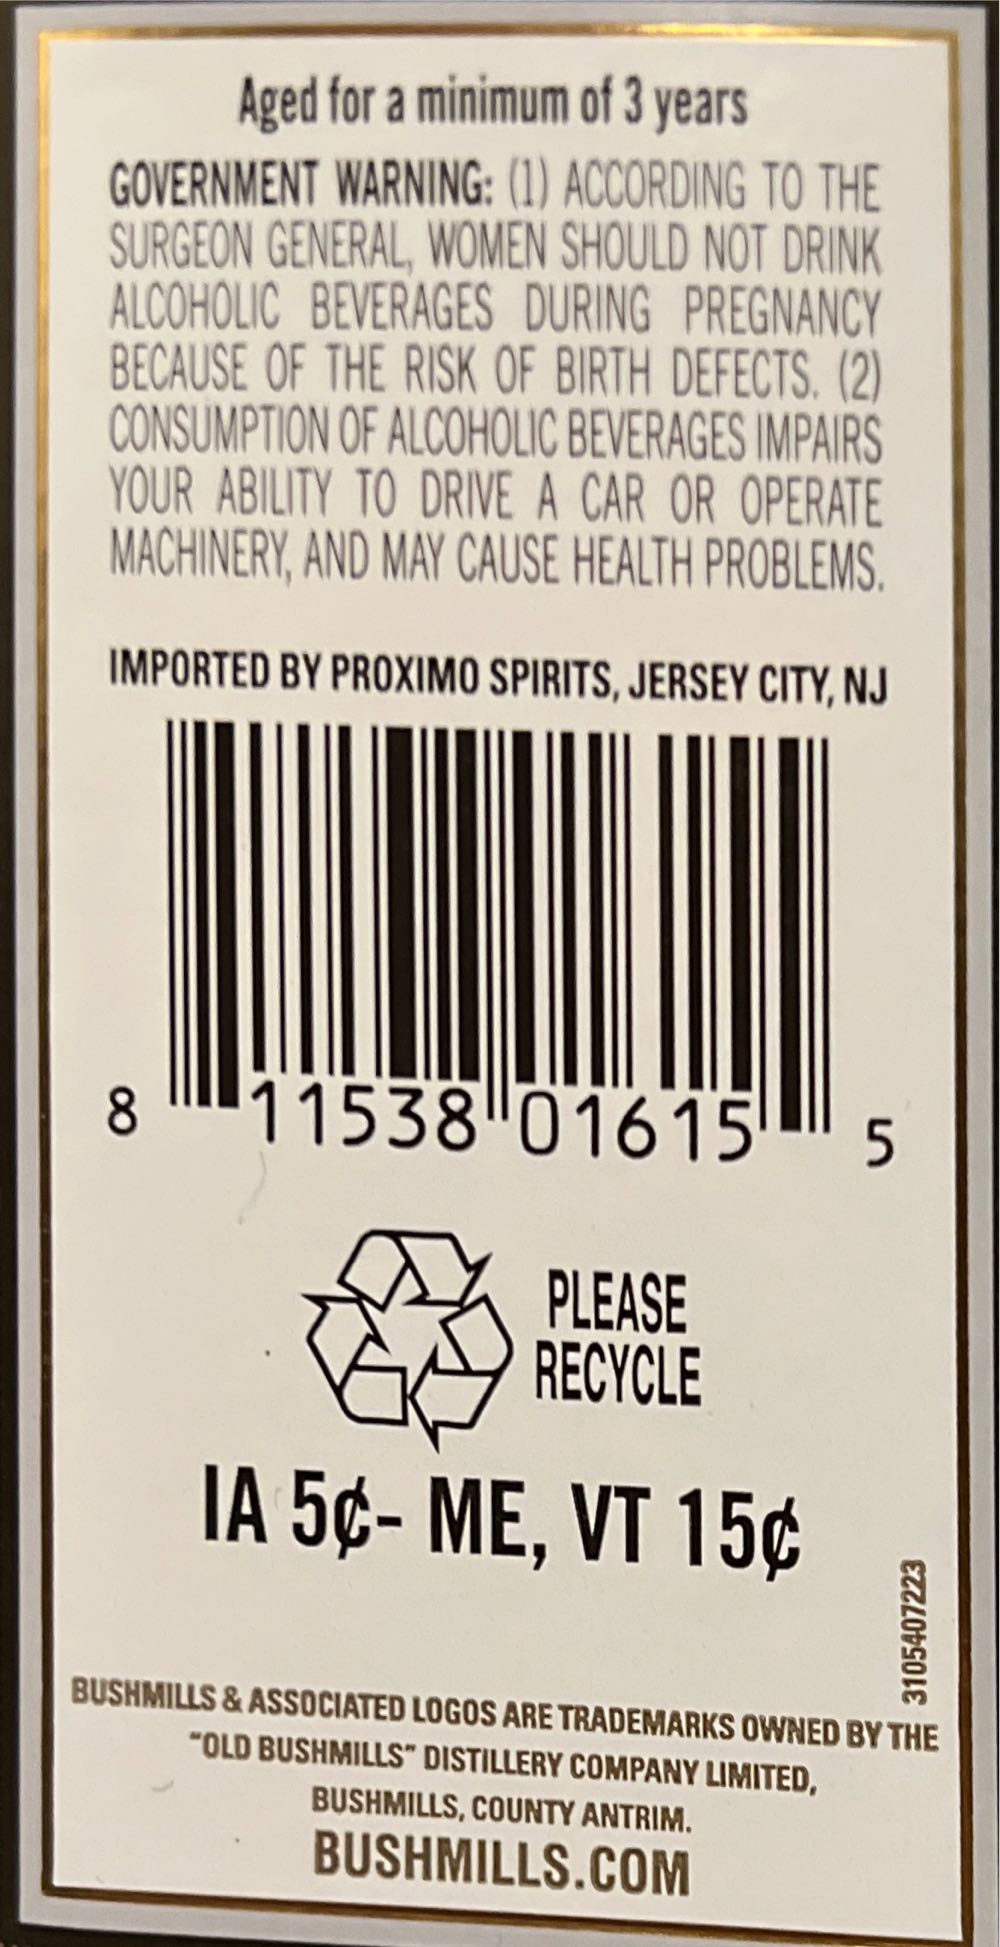 Aged for a minimum of 3 years
GOVERNMENT WARNING: (1) ACCORDING TO THE
SURGEON GENERAL, WOMEN SHOULD NOT DRINK
ALCOHOLIC BEVERAGES DURING PREGNANCY
BECAUSE OF THE RISK OF BIRTH DEFECTS. (2)
CONSUMPTION OF ALCOHOLIC BEVERAGES IMPAIRS
YOUR ABILITY TO DRIVE A CAR OR OPERATE
MACHINERY, AND MAY CAUSE HEALTH PROBLEMS.
IMPORTED BY PROXIMO SPIRITS, JERSEY CITY, NJ
8 11538 01615 5
PLEASE
RECYCLE
IA 5¢- ME, VT 15¢
3105407223
BUSHMILLS & ASSOCIATED LOGOS ARE TRADEMARKS OWNED BY THE
"OLD BUSHMILLS" DISTILLERY COMPANY LIMITED,
BUSHMILLS, COUNTY ANTRIM.
BUSHMILLS.COM